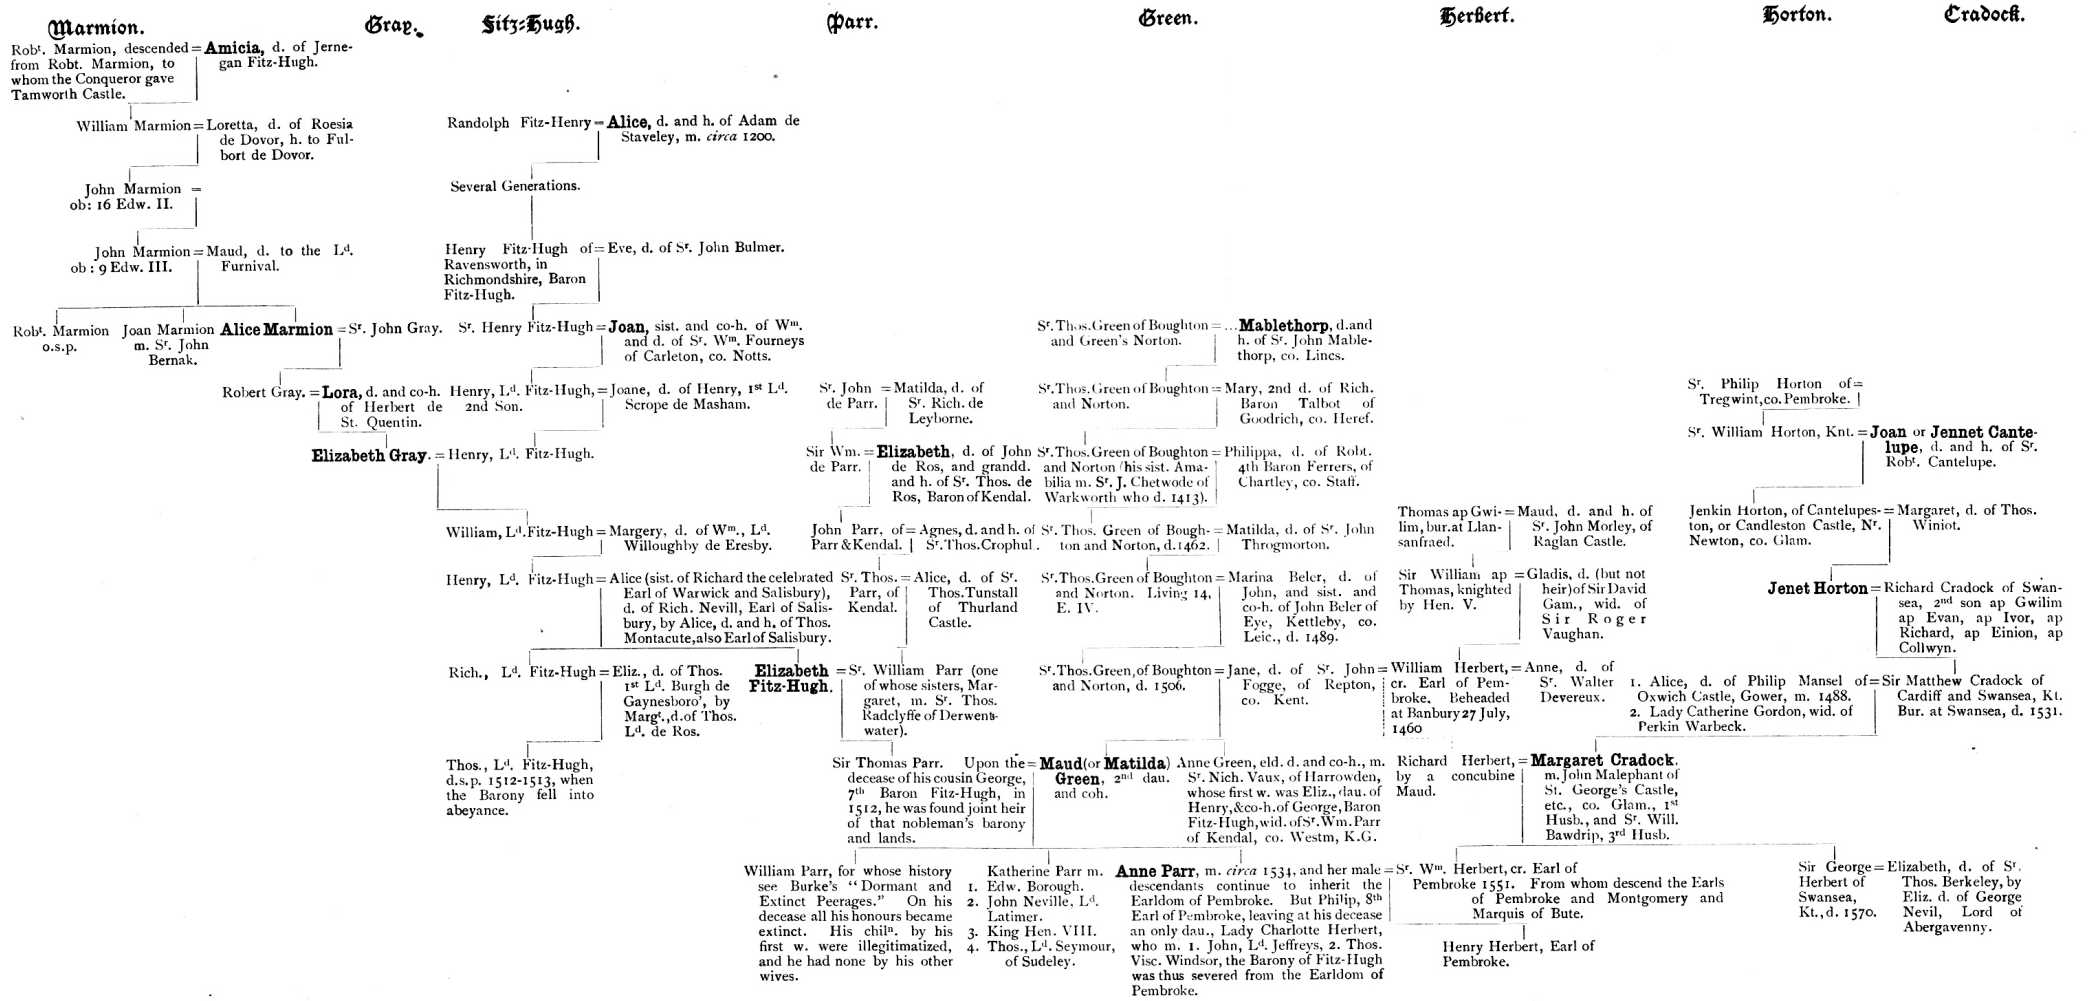 Marmion.
Gray.
Fitz-Hugh.
Parr.
Green.
Herbert.
Horton.
Cradock.
Robt. Marmion, descended = Amicia, d. of Jerne-
from Robt. Marmion, to gan Fitz-Hugh.
whom the Conqueror gave
Tamworth Castle.
William Marmion = Loretta, d. of Roesia
de Dovor, h. to Ful-
bort de Dovor.
John Marmion =
ob: 16 Edw. II.
John Marmion = Maud, d. to the Ld.
ob: 9 Edw. III. Furnival.
Robt. Marmion
o.s.p.
Joan Marmion
m. Sr. John
Bernak.
Alice Marmion = Sr. John Gray.
Robert Gray. = Lora, d. and co-h.
of Herbert de
St. Quentin.
Elizabeth Gray. = Henry, Ld. Fitz-Hugh.
Randolph Fitz-Henry = Alice, d. and h. of Adam de
Staveley, m. circa 1200.
Several Generations.
Henry Fitz-Hugh of = Eve, d. of Sr. John Bulmer.
Ravensworth, in
Richmondshire, Baron
Fitz-Hugh.
Sr. Henry Fitz-Hugh = Joan, sist. and co-h. of Wm.
and d. of Sr. Wm. Fourneys
of Carleton, co. Notts.
Henry, Ld. Fitz-Hugh, = Joane, d. of Henry, 1st Ld.
2nd Son. Scrope de Masham.
William, Ld. Fitz-Hugh = Margery, d. of Wm., Ld.
Willoughby de Eresby.
Henry, Ld. Fitz-Hugh = Alice (sist. of Richard the celebrated
Earl of Warwick and Salisbury),
d. of Rich. Nevill, Earl of Salis-
bury, by Alice, d. and h. of Thos.
Montacute, also Earl of Salisbury.
Rich., Ld. Fitz-Hugh = Eliz., d. of Thos.
1st Ld. Burgh de
Gaynesboro', by
Margt., d. of Thos.
Ld. de Ros.
Thos., Ld. Fitz-Hugh,
d.s.p. 1512-1513, when
the Barony fell into
abeyance.
Sr. John = Matilda, d. of
de Parr. Sr. Rich. de
Leyborne.
Sir Wm. = Elizabeth, d. of John
de Parr. de Ros, and grandd.
and h. of Sr. Thos. de
Ros, Baron of Kendal.
John Parr, of = Agnes, d. and h. of
Parr & Kendal. Sr. Thos. Crophul.
Sr. Thos. = Alice, d. of Sr.
Parr, of Thos. Tunstall
Kendal. of Thurland
Castle.
Elizabeth = Sr. William Parr (one
Fitz-Hugh. of whose sisters, Mar-
garet, m. Sr. Thos.
Radclyffe of Derwent-
water).
Sir Thomas Parr. Upon the =
decease of his cousin George,
7th Baron Fitz-Hugh, in
1512, he was found joint heir
of that nobleman's barony
and lands.
Maud (or Matilda)
Green, 2nd dau.
and coh.
Sr. Thos. Green of Boughton = ... Mablethorp, d. and
and Green's Norton. h. of Sr. John Mable-
thorp, co. Lincs.
Sr. Thos. Green of Boughton = Mary, 2nd d. of Rich.
and Norton. Baron Talbot of
Goodrich, co. Heref.
Sr. Thos. Green of Boughton = Philippa, d. of Robt.
and Norton (his sist. Ama- 4th Baron Ferrers, of
bilia m. Sr. J. Chetwode of Chartley, co. Staff.
Warkworth who d. 1413).
Sr. Thos. Green of Bough- = Matilda, d. of Sr. John
ton and Norton, d. 1462. Throgmorton.
Sr. Thos. Green of Boughton = Marina Beler, d. of
and Norton. Living 14, John, and sist. and
E. IV. co-h. of John Beler of
Eye, Kettleby, co.
Leic., d. 1489.
Sr. Thos. Green, of Boughton = Jane, d. of Sr. John
and Norton, d. 1506. Fogge, of Repton,
co. Kent.
Anne Green, eld. d. and co-h., m.
Sr. Nich. Vaux, of Harrowden,
whose first w. was Eliz., dau. of
Henry, & co-h. of George, Baron
Fitz-Hugh, wid. of Sr. Wm. Parr
of Kendal, co. Westm, K.G.
Thomas ap Gwi- = Maud, d. and h. of
lim, bur. at Llan- Sr. John Morley, of
sanfraed. Raglan Castle.
Sir William ap = Gladis, d. (but not
Thomas, knighted heir) of Sir David
by Hen. V. Gam., wid. of
Sir Roger
Vaughan.
= William Herbert, = Anne, d. of
cr. Earl of Pem- Sr. Walter
broke. Beheaded Devereux.
at Banbury 27 July,
1460
Richard Herbert, = Margaret Cradock.
by a concubine m. John Malephant of
Maud. St. George's Castle,
etc., co. Glam., 1st
Husb., and Sr. Will.
Bawdrip, 3rd Husb.
Sr. Philip Horton of =
Tregwint, co. Pembroke.
Sr. William Horton, Knt. = Joan or Jennet Cante-
lupe, d. and h. of Sr.
Robt. Cantelupe.
Jenkin Horton, of Cantelupes- = Margaret, d. of Thos.
ton, or Candleston Castle, Nr. Winiot.
Newton, co. Glam.
Jenet Horton = Richard Cradock of Swan-
sea, 2nd son ap Gwilim
ap Evan, ap Ivor, ap
Richard, ap Einion, ap
Collwyn.
1. Alice, d. of Philip Mansel of = Sir Matthew Cradock of
Oxwich Castle, Gower, m. 1488. Cardiff and Swansea, Kt.
2. Lady Catherine Gordon, wid. of Bur. at Swansea, d. 1531.
Perkin Warbeck.
William Parr, for whose history
see Burke's "Dormant and
Extinct Peerages." On his
decease all his honours became
extinct. His chiln. by his
first w. were illegitimatized,
and he had none by his other
wives.
Katherine Parr m.
1. Edw. Borough.
2. John Neville, Ld.
Latimer.
3. King Hen. VIII.
4. Thos., Ld. Seymour,
of Sudeley.
Anne Parr, m. circa 1534, and her male =
descendants continue to inherit the
Earldom of Pembroke. But Philip, 8th
Earl of Pembroke, leaving at his decease
an only dau., Lady Charlotte Herbert,
who m. 1. John, Ld. Jeffreys, 2. Thos.
Visc. Windsor, the Barony of Fitz-Hugh
was thus severed from the Earldom of
Pembroke.
Sr. Wm. Herbert, cr. Earl of
Pembroke 1551. From whom descend the Earls
of Pembroke and Montgomery and
Marquis of Bute.
Henry Herbert, Earl of
Pembroke.
Sir George = Elizabeth, d. of Sr.
Herbert of Thos. Berkeley, by
Swansea, Eliz. d. of George
Kt., d. 1570. Nevil, Lord of
Abergavenny.